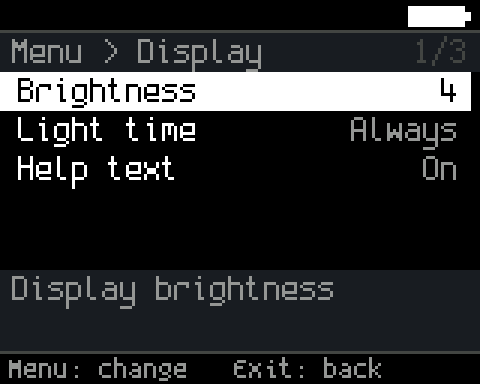 Menu > Display 1/3
Brightness 4
Light time Always
Help text On
Display brightness
Menu: change Exit: back